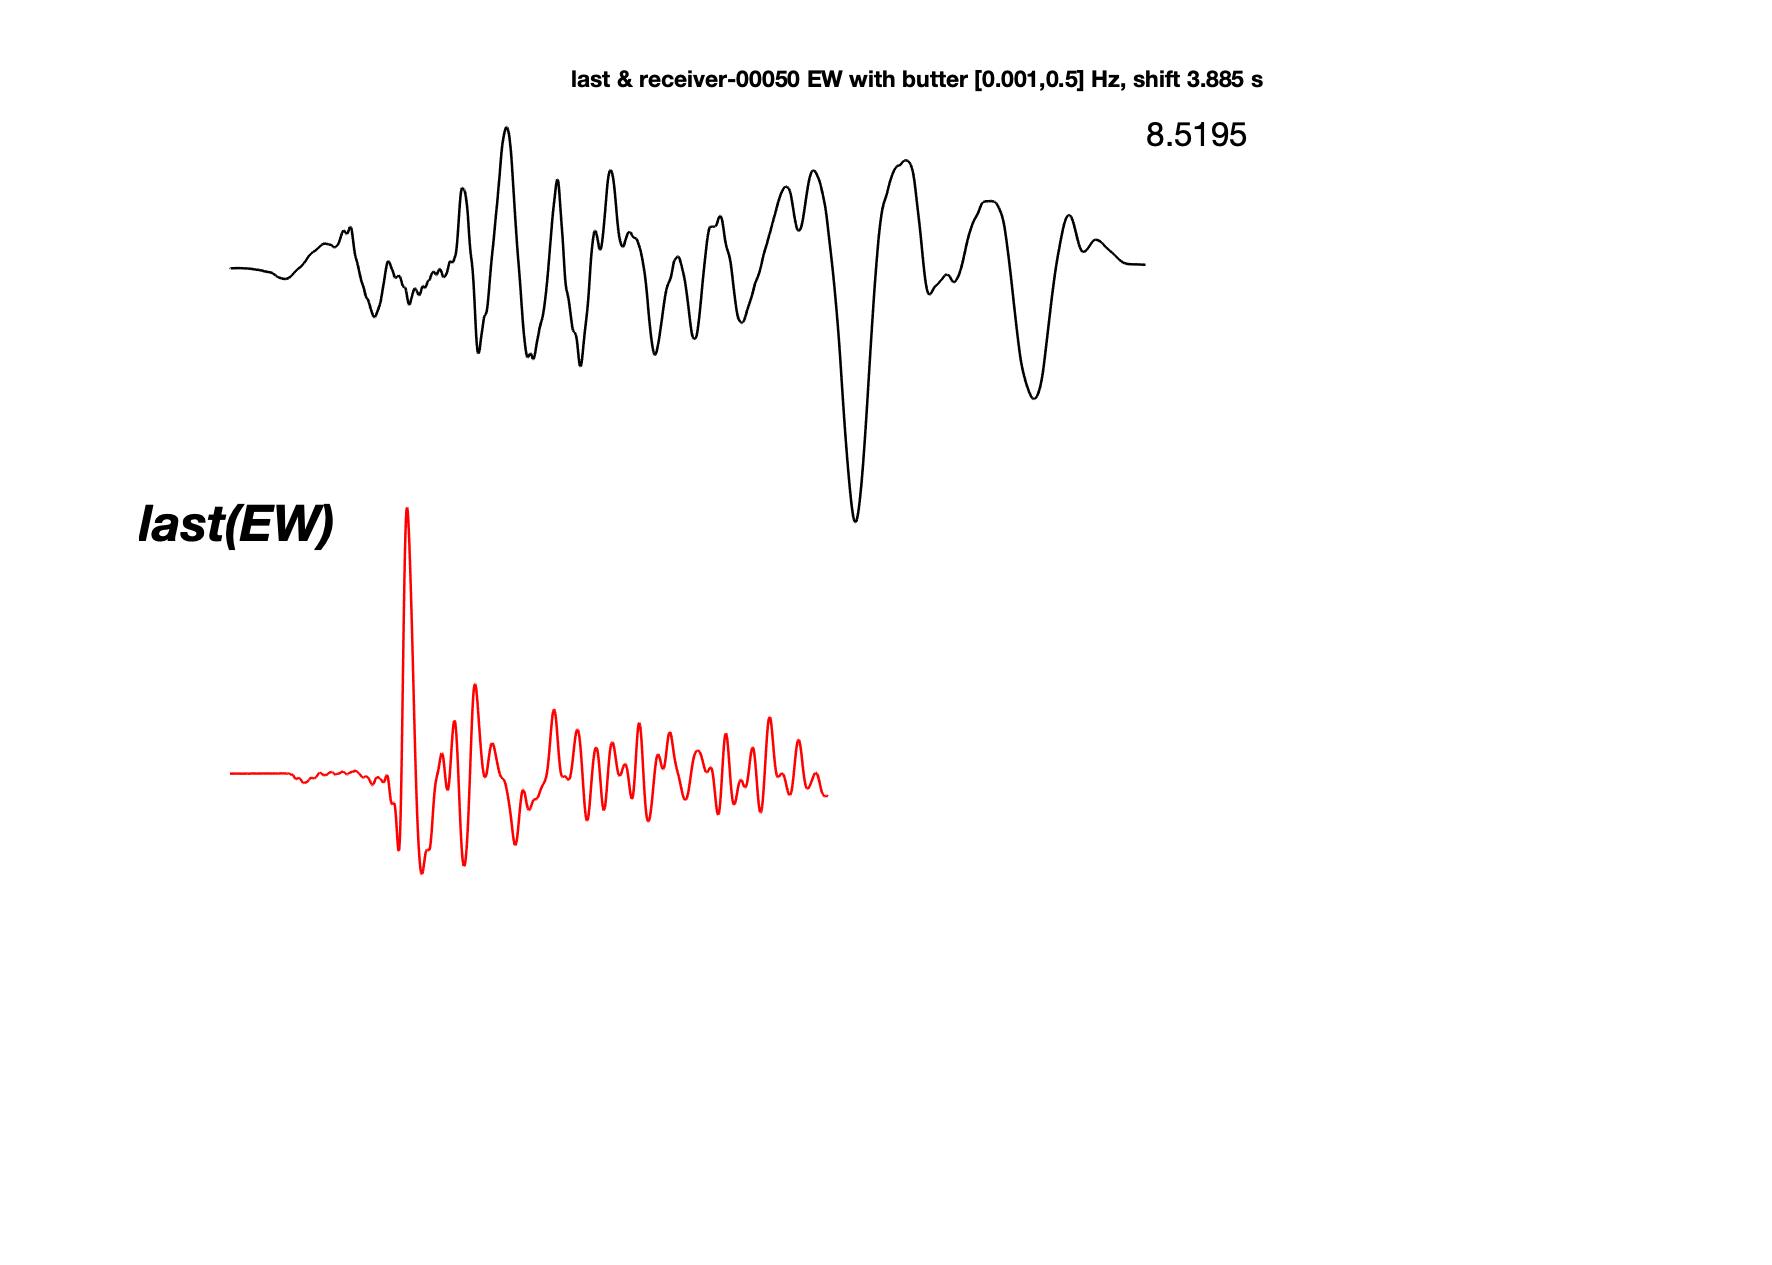 last & receiver-00050 EW with butter [0.001,0.5] Hz, shift 3.885 s
8.5195
last(EW)